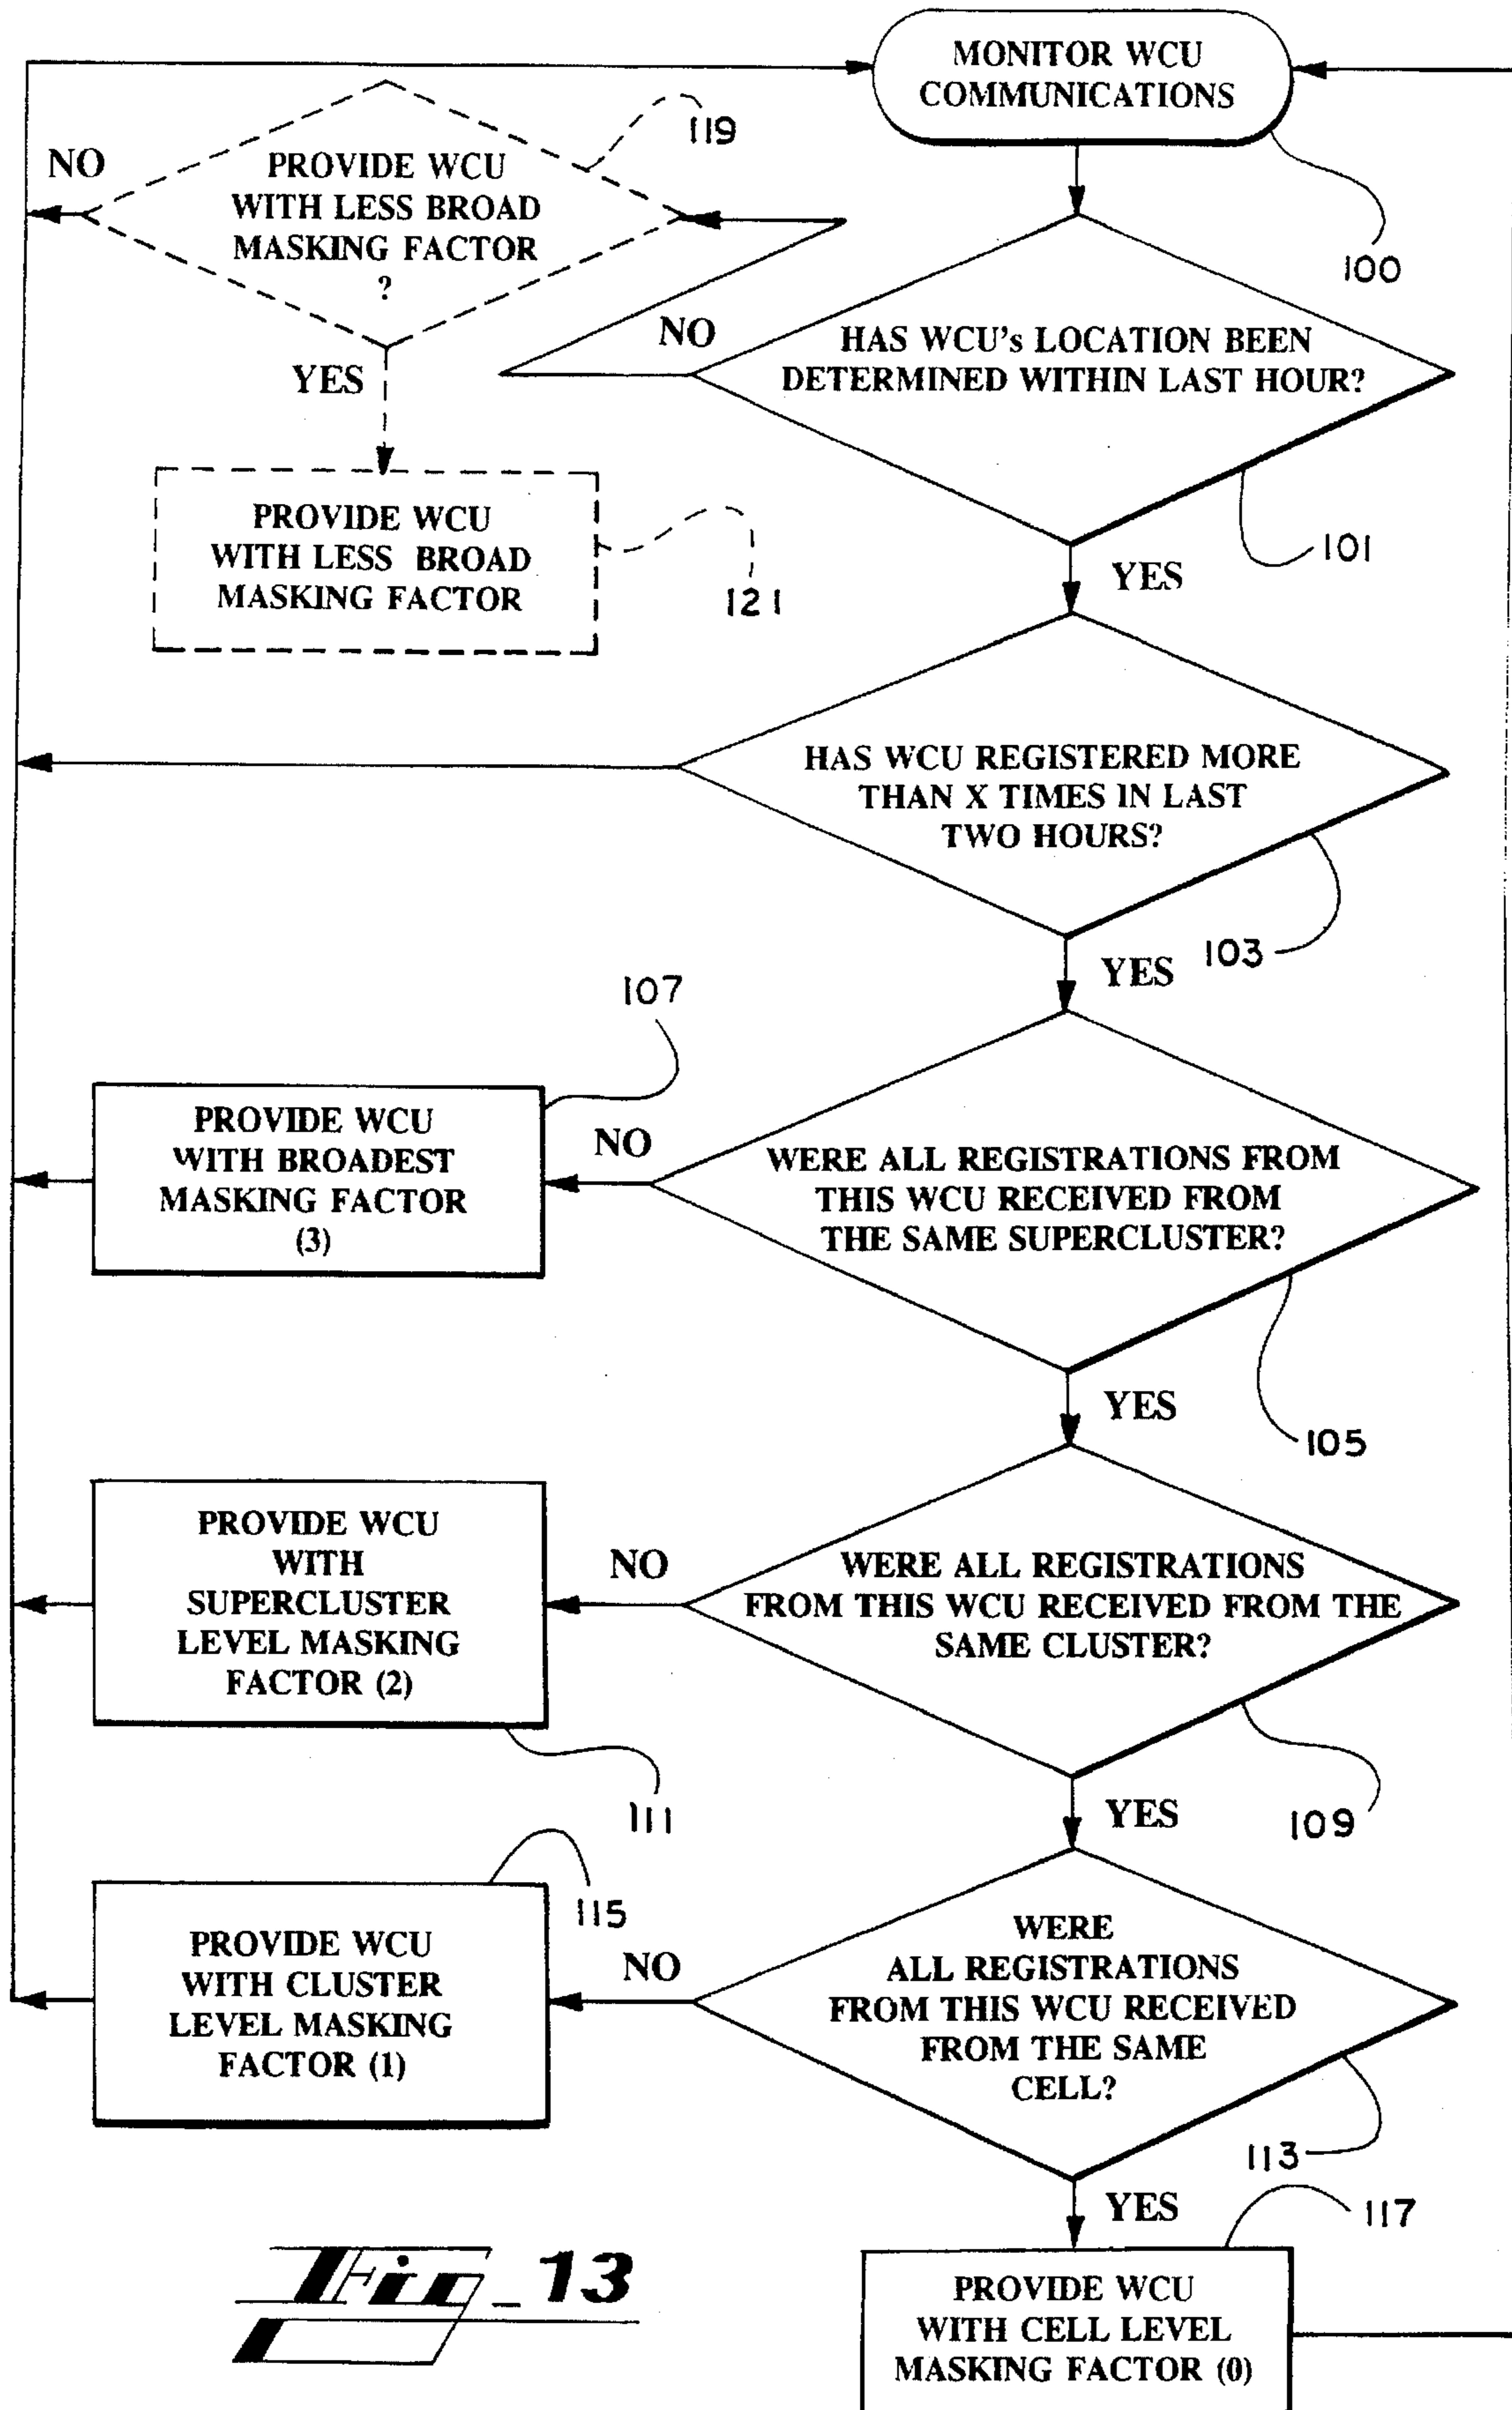 MONITOR WCU
COMMUNICATIONS
100
119
PROVIDE WCU
WITH LESS BROAD
MASKING FACTOR
?
NO
YES
PROVIDE WCU
WITH LESS BROAD
MASKING FACTOR
121
NO
HAS WCU's LOCATION BEEN
DETERMINED WITHIN LAST HOUR?
101
YES
HAS WCU REGISTERED MORE
THAN X TIMES IN LAST
TWO HOURS?
103
YES
107
PROVIDE WCU
WITH BROADEST
MASKING FACTOR
(3)
NO
WERE ALL REGISTRATIONS FROM
THIS WCU RECEIVED FROM
THE SAME SUPERCLUSTER?
105
YES
PROVIDE WCU
WITH
SUPERCLUSTER
LEVEL MASKING
FACTOR (2)
111
NO
WERE ALL REGISTRATIONS
FROM THIS WCU RECEIVED FROM THE
SAME CLUSTER?
109
YES
115
PROVIDE WCU
WITH CLUSTER
LEVEL MASKING
FACTOR (1)
NO
WERE
ALL REGISTRATIONS
FROM THIS WCU RECEIVED
FROM THE SAME
CELL?
113
YES
117
PROVIDE WCU
WITH CELL LEVEL
MASKING FACTOR (0)
Fig_13